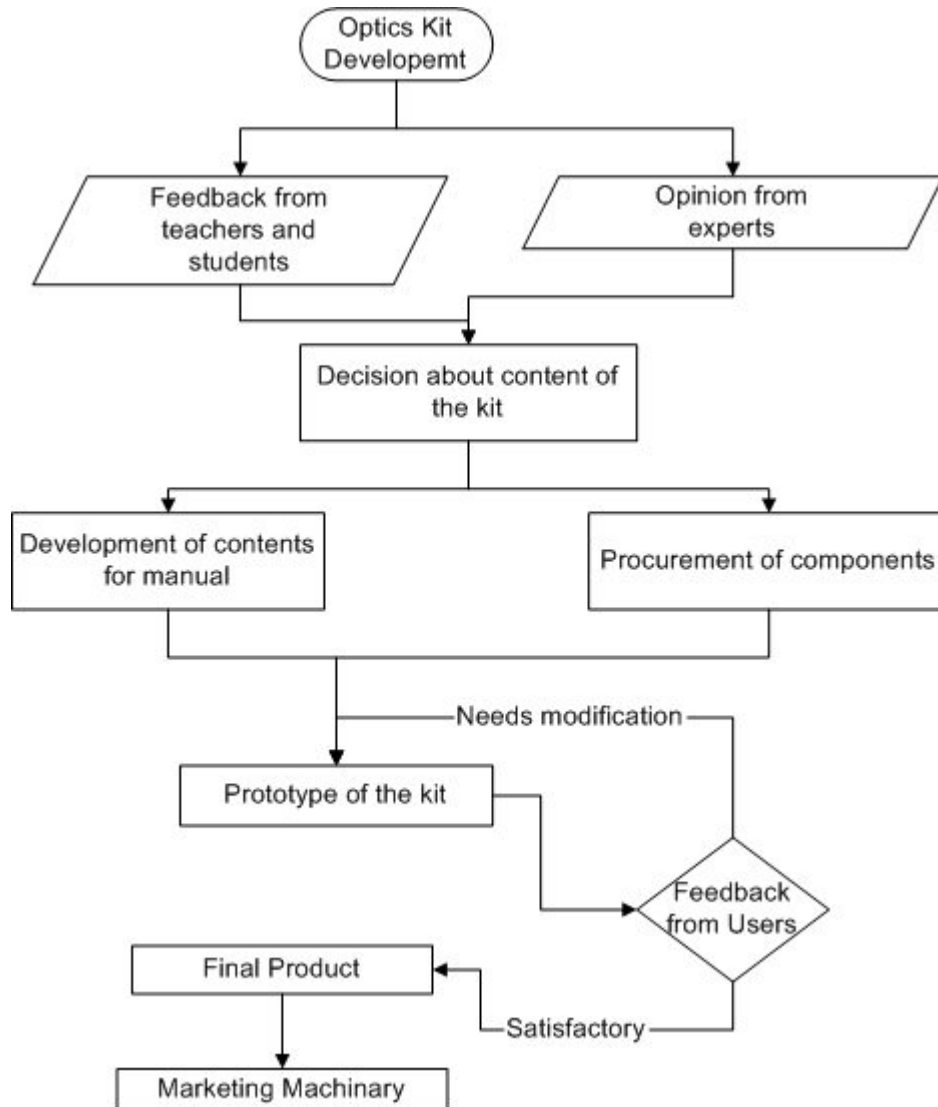 Optics Kit
Developemt
Feedback from
teachers and
students
Opinion from
experts
Decision about content of
the kit
Development of contents
for manual
Procurement of components
Needs modification
Prototype of the kit
Feedback
from Users
Final Product
Satisfactory
Marketing Machinary